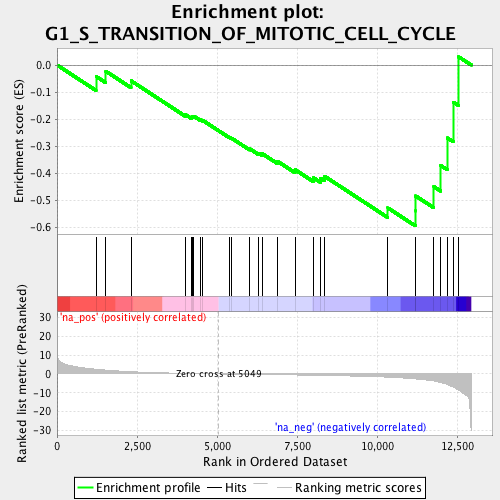 Enrichment plot:
G1_S_TRANSITION_OF_MITOTIC_CELL_CYCLE
Enrichment score (ES)
0.0
-0.1
-0.2
-0.3
-0.4
-0.5
-0.6
'na_pos' (positively correlated)
Ranked list metric (PreRanked)
30
20
10
0
-10
-20
-30
Zero cross at 5049
'na_neg' (negatively correlated)
0
2,500
5,000
7,500
10,000
12,500
Rank in Ordered Dataset
Enrichment profile
Hits
Ranking metric scores